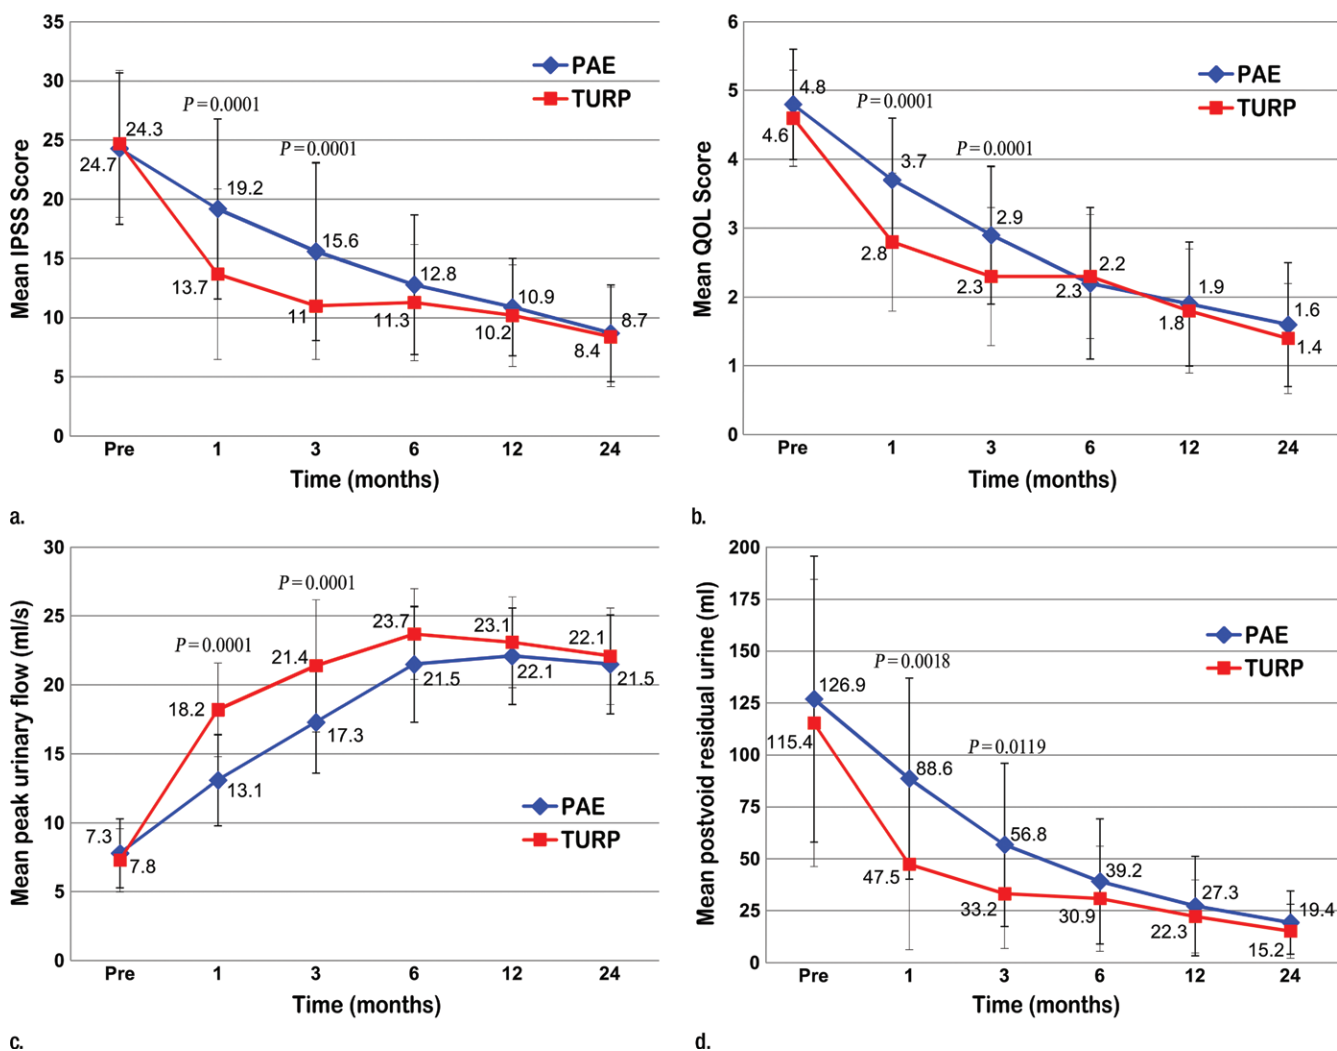 35
30
25
20
15
10
5
0
Mean IPSS Score
PAE
TURP
P=0.0001
P=0.0001
24.3
24.7
19.2
13.7
15.6
11
12.8
11.3
10.9
10.2
8.7
8.4
Pre 1 3 6 12 24
Time (months)
a.
6
5
4
3
2
1
0
Mean QOL Score
PAE
TURP
P=0.0001
P=0.0001
4.8
4.6
3.7
2.8
2.9
2.3
2.2
2.3
1.9
1.8
1.6
1.4
Pre 1 3 6 12 24
Time (months)
b.
30
25
20
15
10
5
0
Mean peak urinary flow (ml/s)
P=0.0001
P=0.0001
7.3
7.8
18.2
13.1
21.4
17.3
23.7
21.5
23.1
22.1
22.1
21.5
PAE
TURP
Pre 1 3 6 12 24
Time (months)
c.
200
175
150
125
100
75
50
25
0
Mean postvoid residual urine (ml)
PAE
TURP
P=0.0018
P=0.0119
126.9
115.4
88.6
47.5
56.8
33.2
39.2
30.9
27.3
22.3
19.4
15.2
Pre 1 3 6 12 24
Time (months)
d.